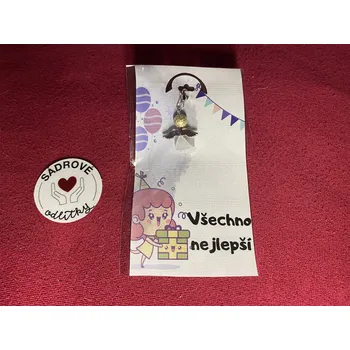 SÁDROVÉ
odlitky
Všechno
nejlepší